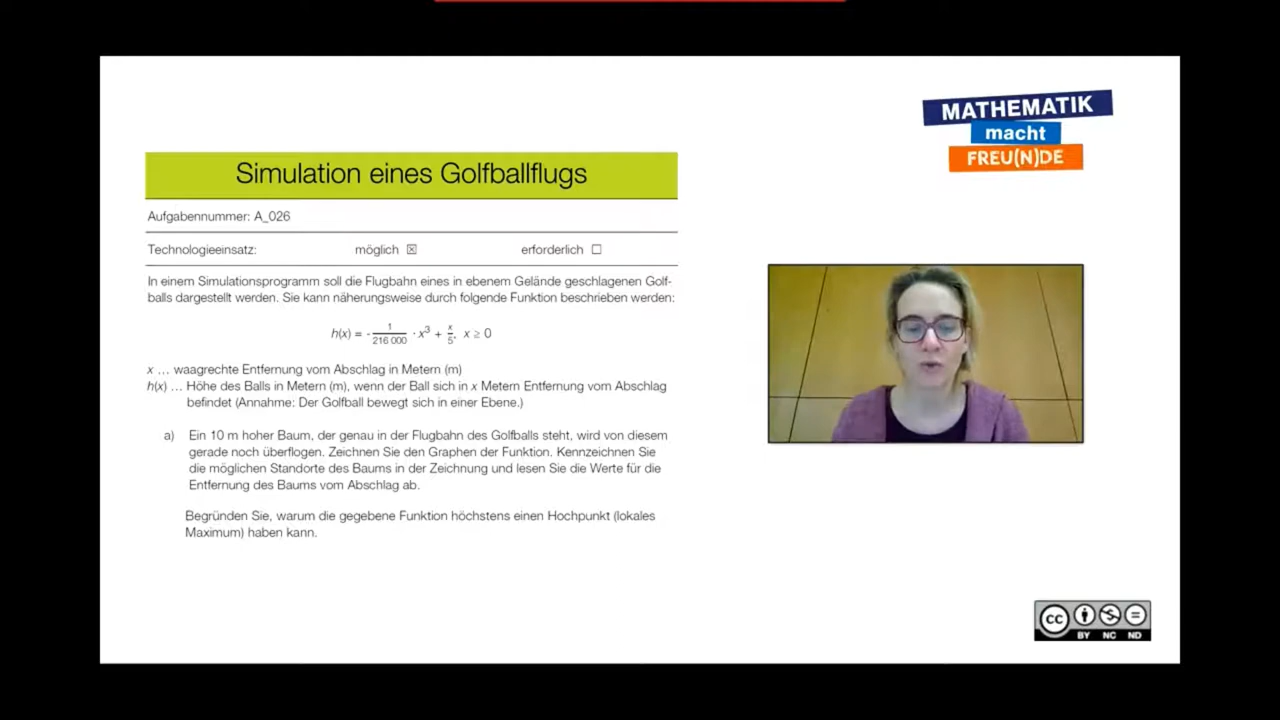 MATHEMATIK
macht
FREU(N)DE
Simulation eines Golfballflugs
Aufgabennummer: A_026
Technologieeinsatz: möglich ☒ erforderlich ☐
In einem Simulationsprogramm soll die Flugbahn eines in ebenem Gelände geschlagenen Golf-
balls dargestellt werden. Sie kann näherungsweise durch folgende Funktion beschrieben werden:
h(x) = -1/216 000 · x³ + x/5, x ≥ 0
x … waagrechte Entfernung vom Abschlag in Metern (m)
h(x) … Höhe des Balls in Metern (m), wenn der Ball sich in x Metern Entfernung vom Abschlag
befindet (Annahme: Der Golfball bewegt sich in einer Ebene.)
a) Ein 10 m hoher Baum, der genau in der Flugbahn des Golfballs steht, wird von diesem
gerade noch überflogen. Zeichnen Sie den Graphen der Funktion. Kennzeichnen Sie
die möglichen Standorte des Baums in der Zeichnung und lesen Sie die Werte für die
Entfernung des Baums vom Abschlag ab.
Begründen Sie, warum die gegebene Funktion höchstens einen Hochpunkt (lokales
Maximum) haben kann.
CC
BY NC ND